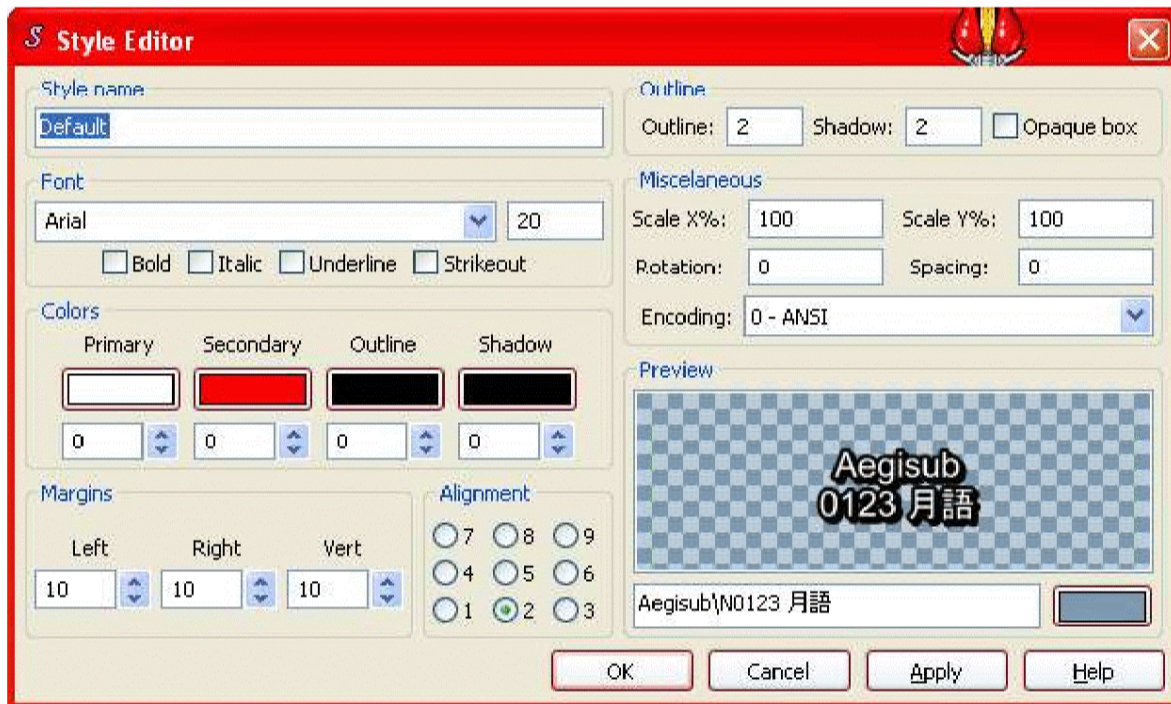 S Style Editor
Style name
Default
Font
Arial 20
Bold Italic Underline Strikeout
Colors
Primary Secondary Outline Shadow
0 0 0 0
Margins
Left Right Vert
10 10 10
Alignment
7 8 9
4 5 6
1 2 3
Outline
Outline: 2 Shadow: 2 Opaque box
Miscelaneous
Scale X%: 100 Scale Y%: 100
Rotation: 0 Spacing: 0
Encoding: 0 - ANSI
Preview
Aegisub
0123 月語
Aegisub\N0123 月語
OK Cancel Apply Help